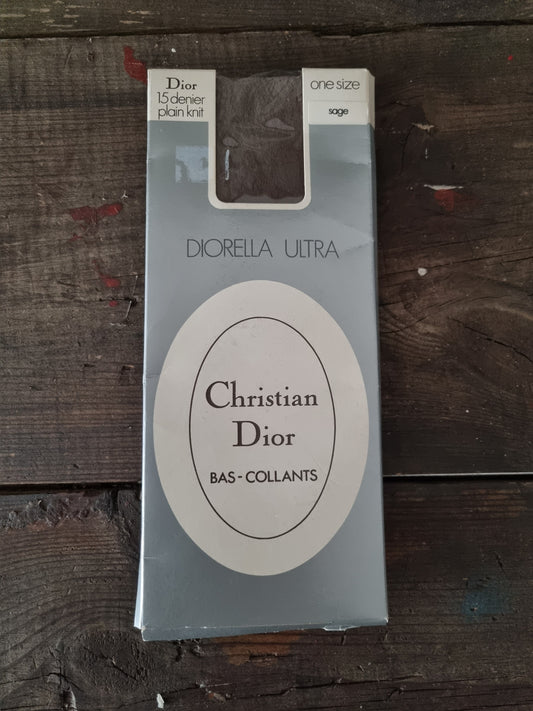 Dior
15 denier
plain knit
one size
sage
DIORELLA ULTRA
Christian
Dior
BAS-COLLANTS